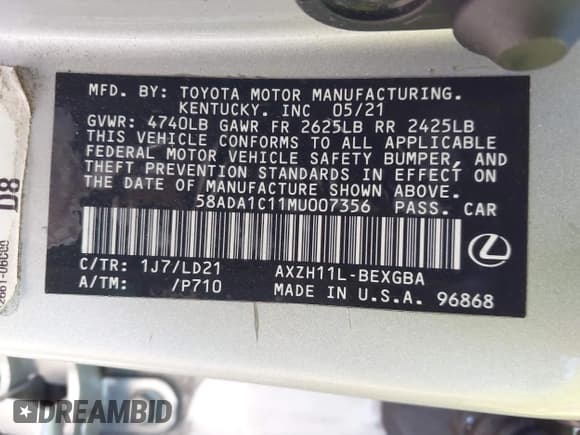 MFD. BY: TOYOTA MOTOR MANUFACTURING.
KENTUCKY. INC 05/21
GVWR: 4740LB GAWR FR 2625LB RR 2425LB
THIS VEHICLE CONFORMS TO ALL APPLICABLE
FEDERAL MOTOR VEHICLE SAFETY BUMPER, AND
THEFT PREVENTION STANDARDS IN EFFECT ON
THE DATE OF MANUFACTURE SHOWN ABOVE.
58ADA1C11MU007356 PASS. CAR
C/TR: 1J7/LD21 AXZH11L-BEXGBA
A/TM: /P710 MADE IN U.S.A. 96868
D8
DREAMBID